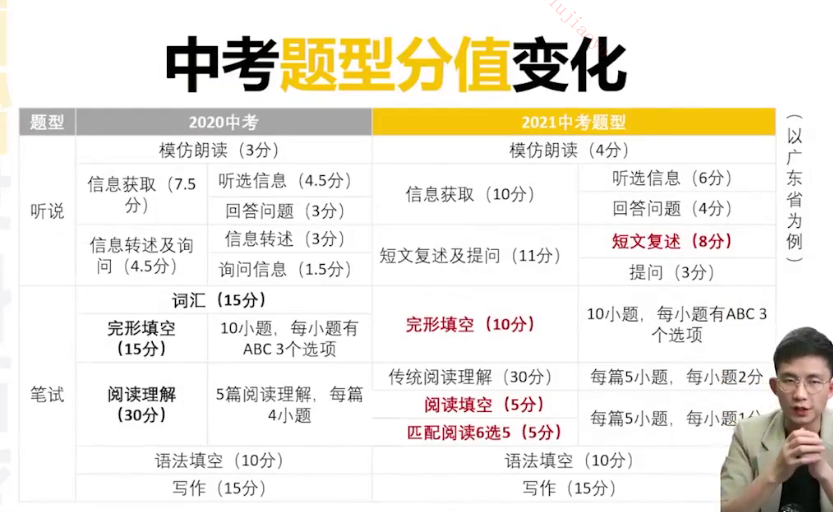 中考题型分值变化
（以广东省为例）
题型 2020中考 2021中考题型
听说
模仿朗读（3分） 模仿朗读（4分）
信息获取（7.5
分）
听选信息（4.5分）
回答问题（3分）
信息获取（10分）
听选信息（6分）
回答问题（4分）
信息转述及询
问（4.5分）
信息转述（3分）
询问信息（1.5分）
短文复述及提问（11分）
短文复述（8分）
提问（3分）
笔试
词汇（15分）
完形填空
（15分）
10小题，每小题有
ABC 3个选项
完形填空（10分）
10小题，每小题有ABC 3
个选项
阅读理解
（30分）
5篇阅读理解，每篇
4小题
传统阅读理解（30分） 每篇5小题，每小题2分
阅读填空（5分）
匹配阅读6选5（5分）
每篇5小题，每小题1分
语法填空（10分） 语法填空（10分）
写作（15分） 写作（15分）